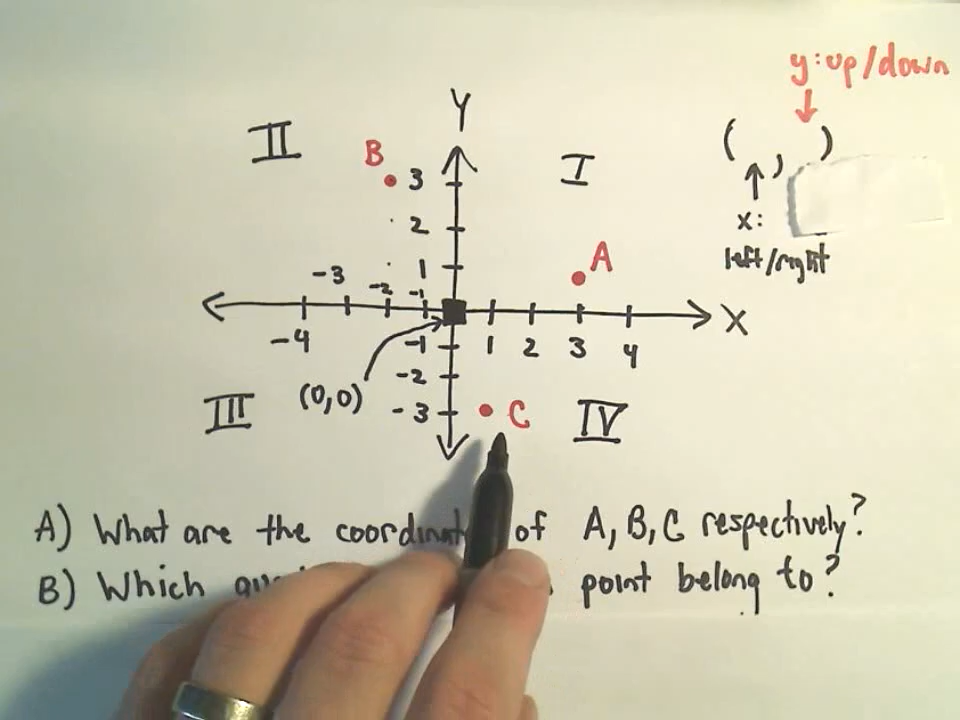 y:up/down
Y
II
B
3
I
( , )
2
x:
left/right
A
1
-3
-2
-1
X
-4
-1
1 2 3 4
-2
III
(0,0)
-3
C
IV
A) What are the of A, B, C respectively?
B) Which point belong to?